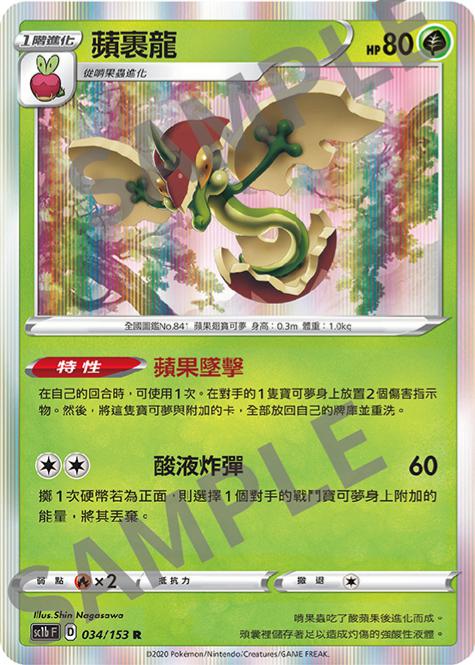 1階進化
蘋裹龍
HP 80
從啃果蟲進化
SAMPLE
全國圖鑑No.841 蘋果翅寶可夢 身高：0.3m 體重：1.0kg
特性 蘋果墜擊
在自己的回合時，可使用1次。在對手的1隻寶可夢身上放置2個傷害指示
物。然後，將這隻寶可夢與附加的卡，全部放回自己的牌庫並重洗。
酸液炸彈 60
擲1次硬幣若為正面，則選擇1個對手的戰鬥寶可夢身上附加的
能量，將其丟棄。
SAMPLE
弱點 ×2 抵抗力 撤退
Illus.Shin Nagasawa
sc1b F D 034/153 R
啃果蟲吃了酸蘋果後進化而成。
頭囊裡儲存著足以造成灼傷的強酸性液體。
©2020 Pokémon/Nintendo/Creatures/GAME FREAK.